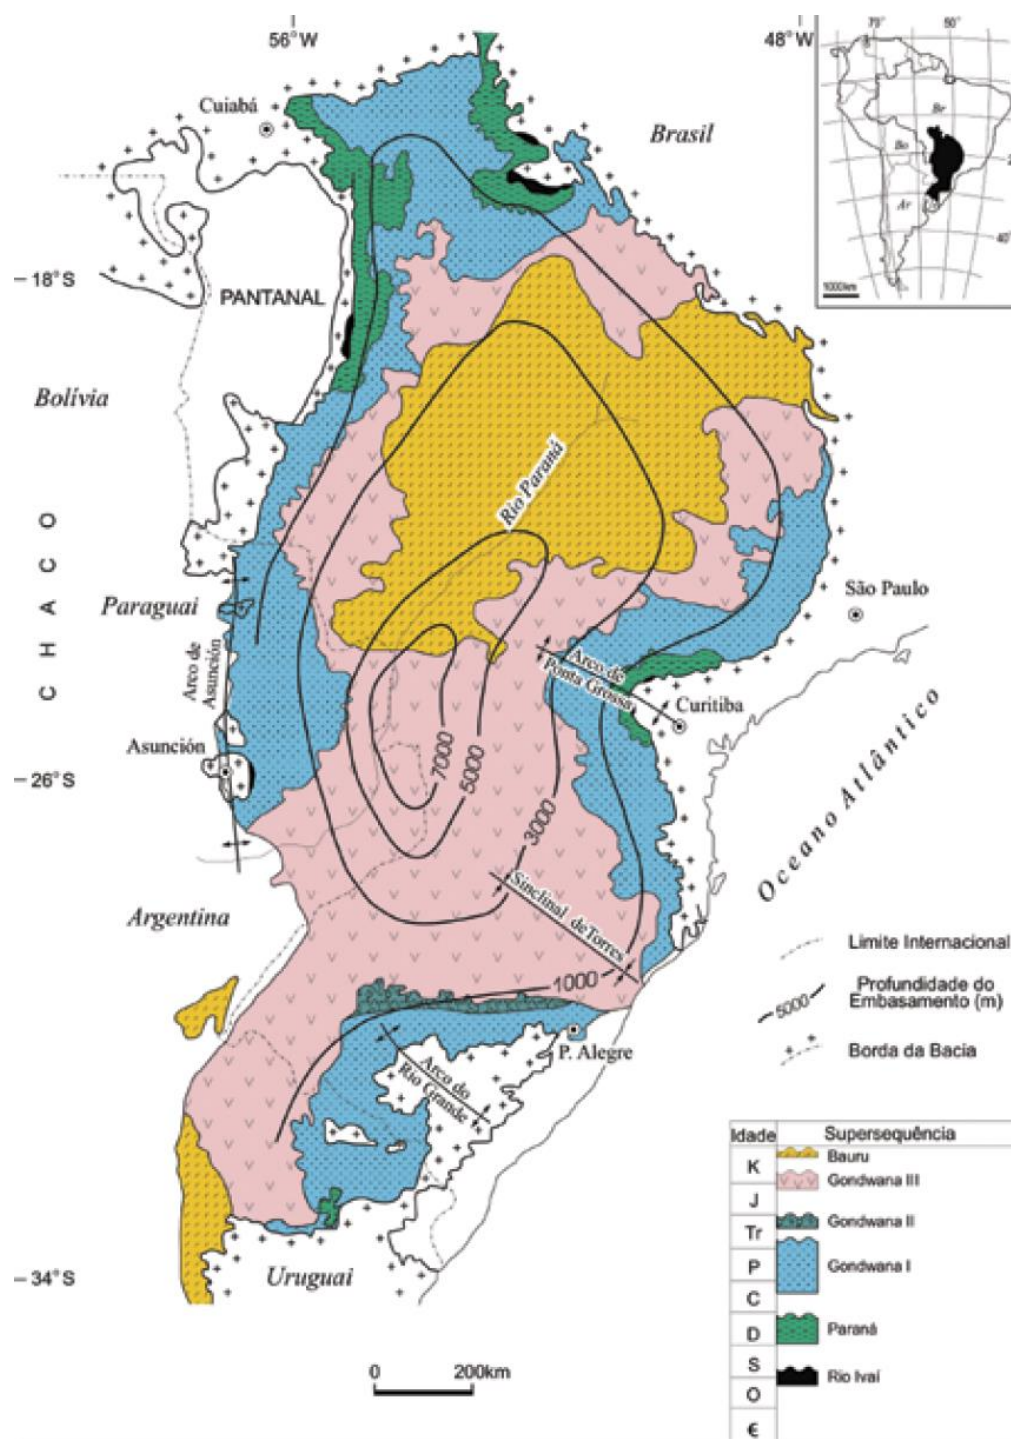 56°W
48°W
70°
50°
Br
Bo
Ar
40°
1000km
Cuiabá
Brasil
18°S
PANTANAL
Bolívia
Rio Paraná
CHACO
Paraguai
Arco de
Asunción
São Paulo
Arco de
Ponta Grossa
Curitiba
Asunción
26°S
7000
5000
3000
Oceano Atlântico
Sinclinal de Torres
Argentina
1000
Limite Internacional
5000
Profundidade do
Embasamento (m)
Borda da Bacia
P. Alegre
Arco do
Rio Grande
Uruguai
34°S
0 200km
Idade Supersequência
K Bauru
Gondwana III
J
Tr Gondwana II
P Gondwana I
C
D Paraná
S
Rio Ivaí
O
Є